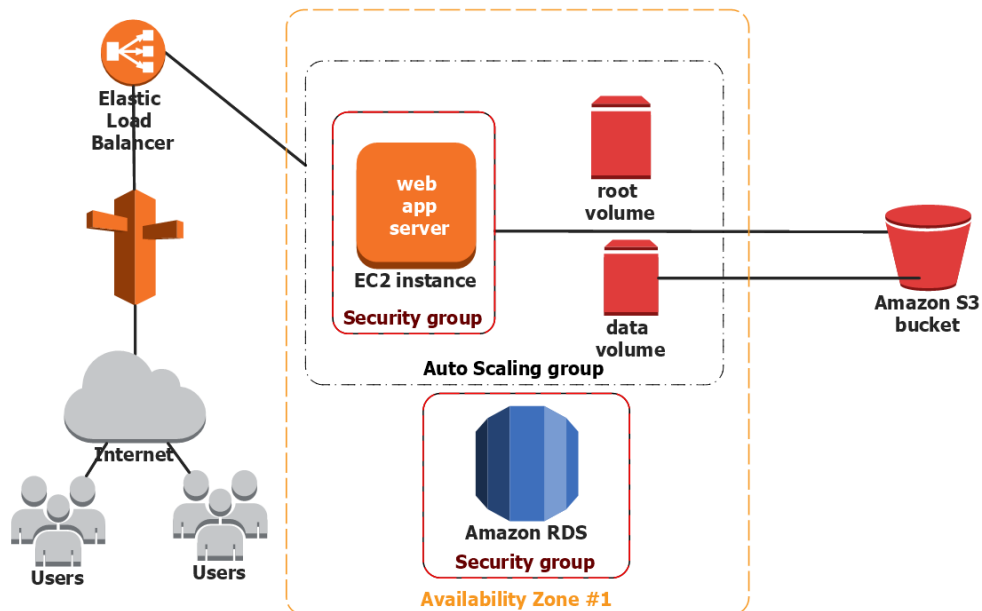 Elastic
Load
Balancer
web
app
server
EC2 instance
Security group
root
volume
data
volume
Auto Scaling group
Amazon S3
bucket
Internet
Users
Users
Amazon RDS
Security group
Availability Zone #1